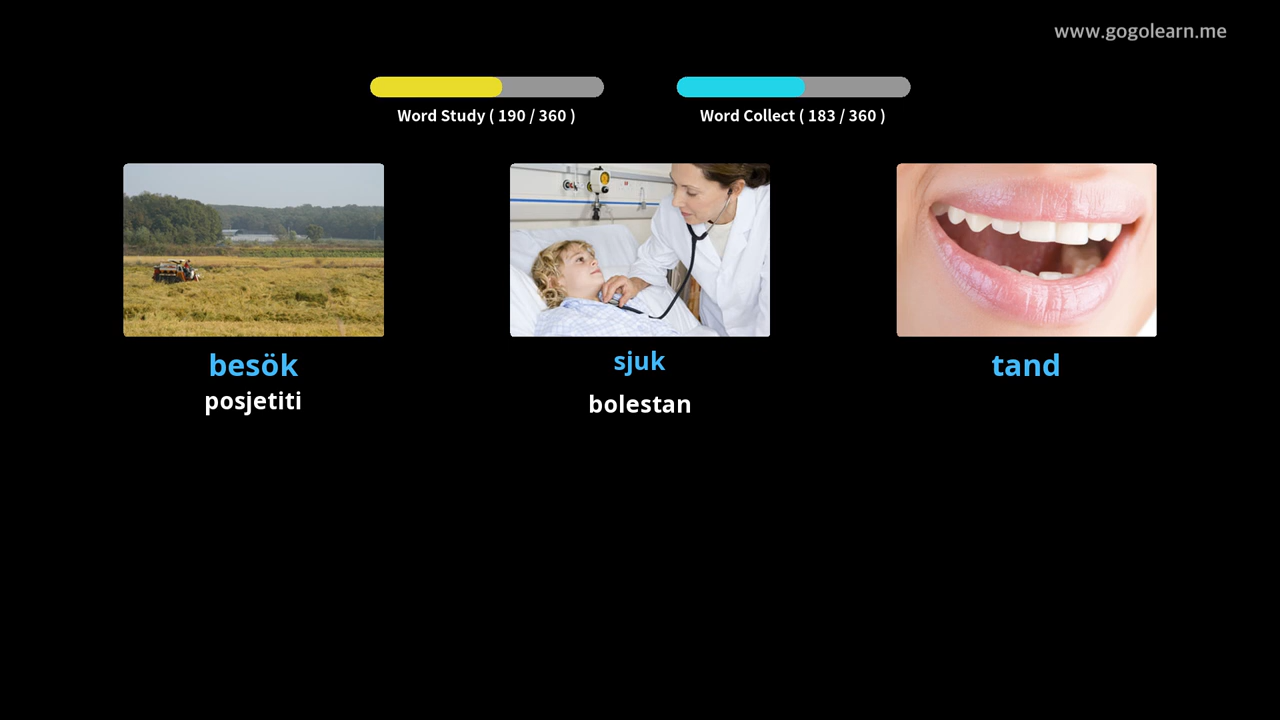 www.gogolearn.me
Word Study ( 190 / 360 )
Word Collect ( 183 / 360 )
besök
posjetiti
sjuk
bolestan
tand